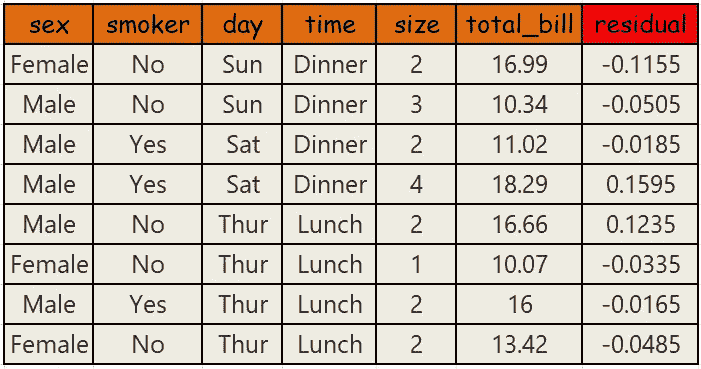 sex smoker day time size total_bill residual
Female No Sun Dinner 2 16.99 -0.1155
Male No Sun Dinner 3 10.34 -0.0505
Male Yes Sat Dinner 2 11.02 -0.0185
Male Yes Sat Dinner 4 18.29 0.1595
Male No Thur Lunch 2 16.66 0.1235
Female No Thur Lunch 1 10.07 -0.0335
Male Yes Thur Lunch 2 16 -0.0165
Female No Thur Lunch 2 13.42 -0.0485